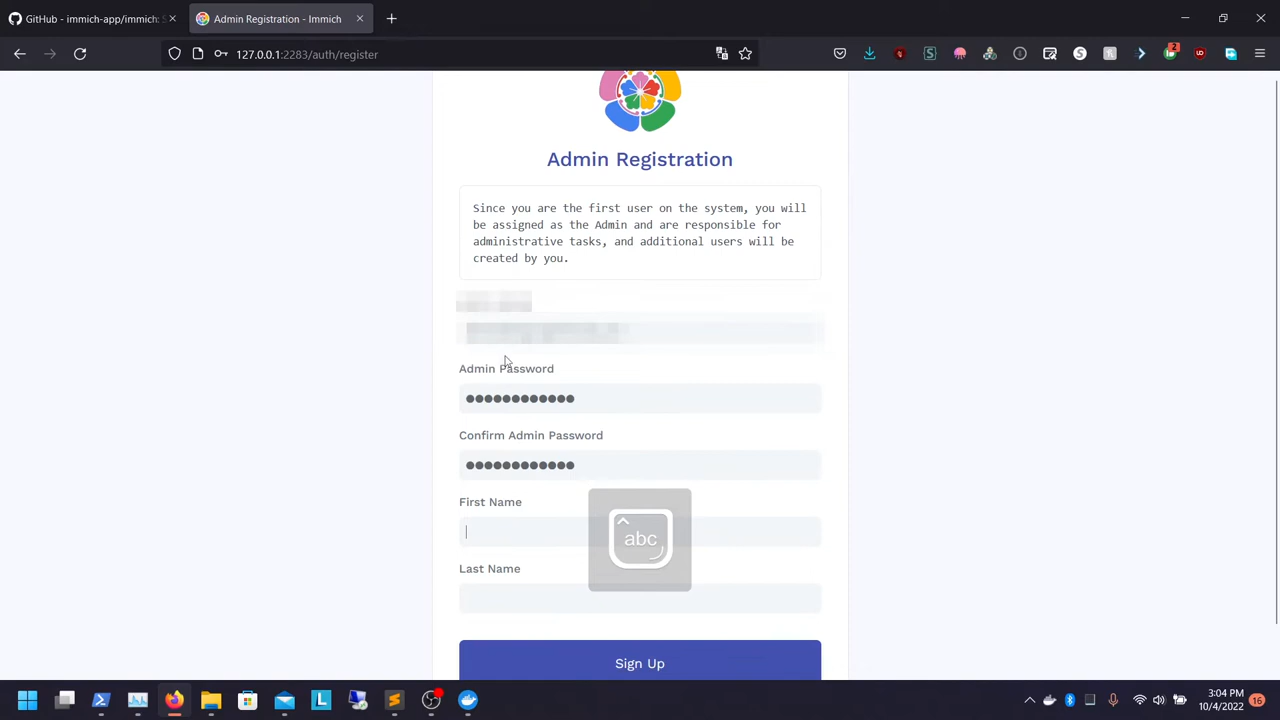 GitHub - immich-app/immich: S
Admin Registration - Immich
127.0.0.1:2283/auth/register
2
Admin Registration
Since you are the first user on the system, you will
be assigned as the Admin and are responsible for
administrative tasks, and additional users will be
created by you.
Admin Password
Confirm Admin Password
First Name
abc
Last Name
Sign Up
3:04 PM
10/4/2022
16